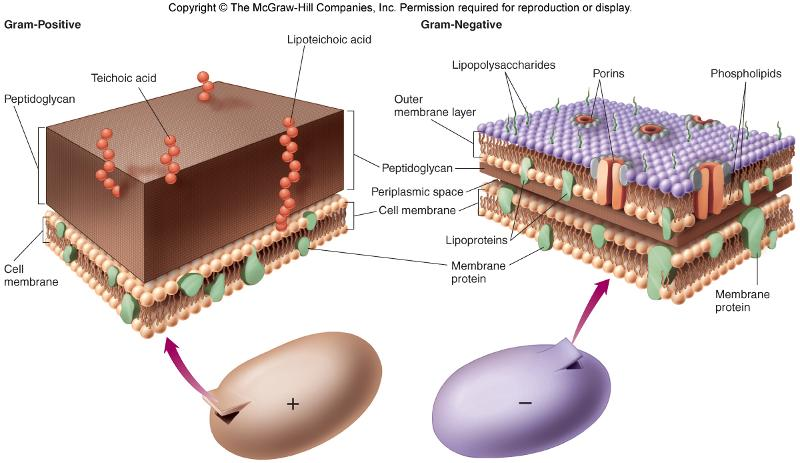 Copyright © The McGraw-Hill Companies, Inc. Permission required for reproduction or display.
Gram-Positive
Gram-Negative
Lipoteichoic acid
Teichoic acid
Peptidoglycan
Cell
membrane
Lipopolysaccharides
Porins
Phospholipids
Outer
membrane layer
Peptidoglycan
Periplasmic space
Cell membrane
Lipoproteins
Membrane
protein
Membrane
protein
+
−